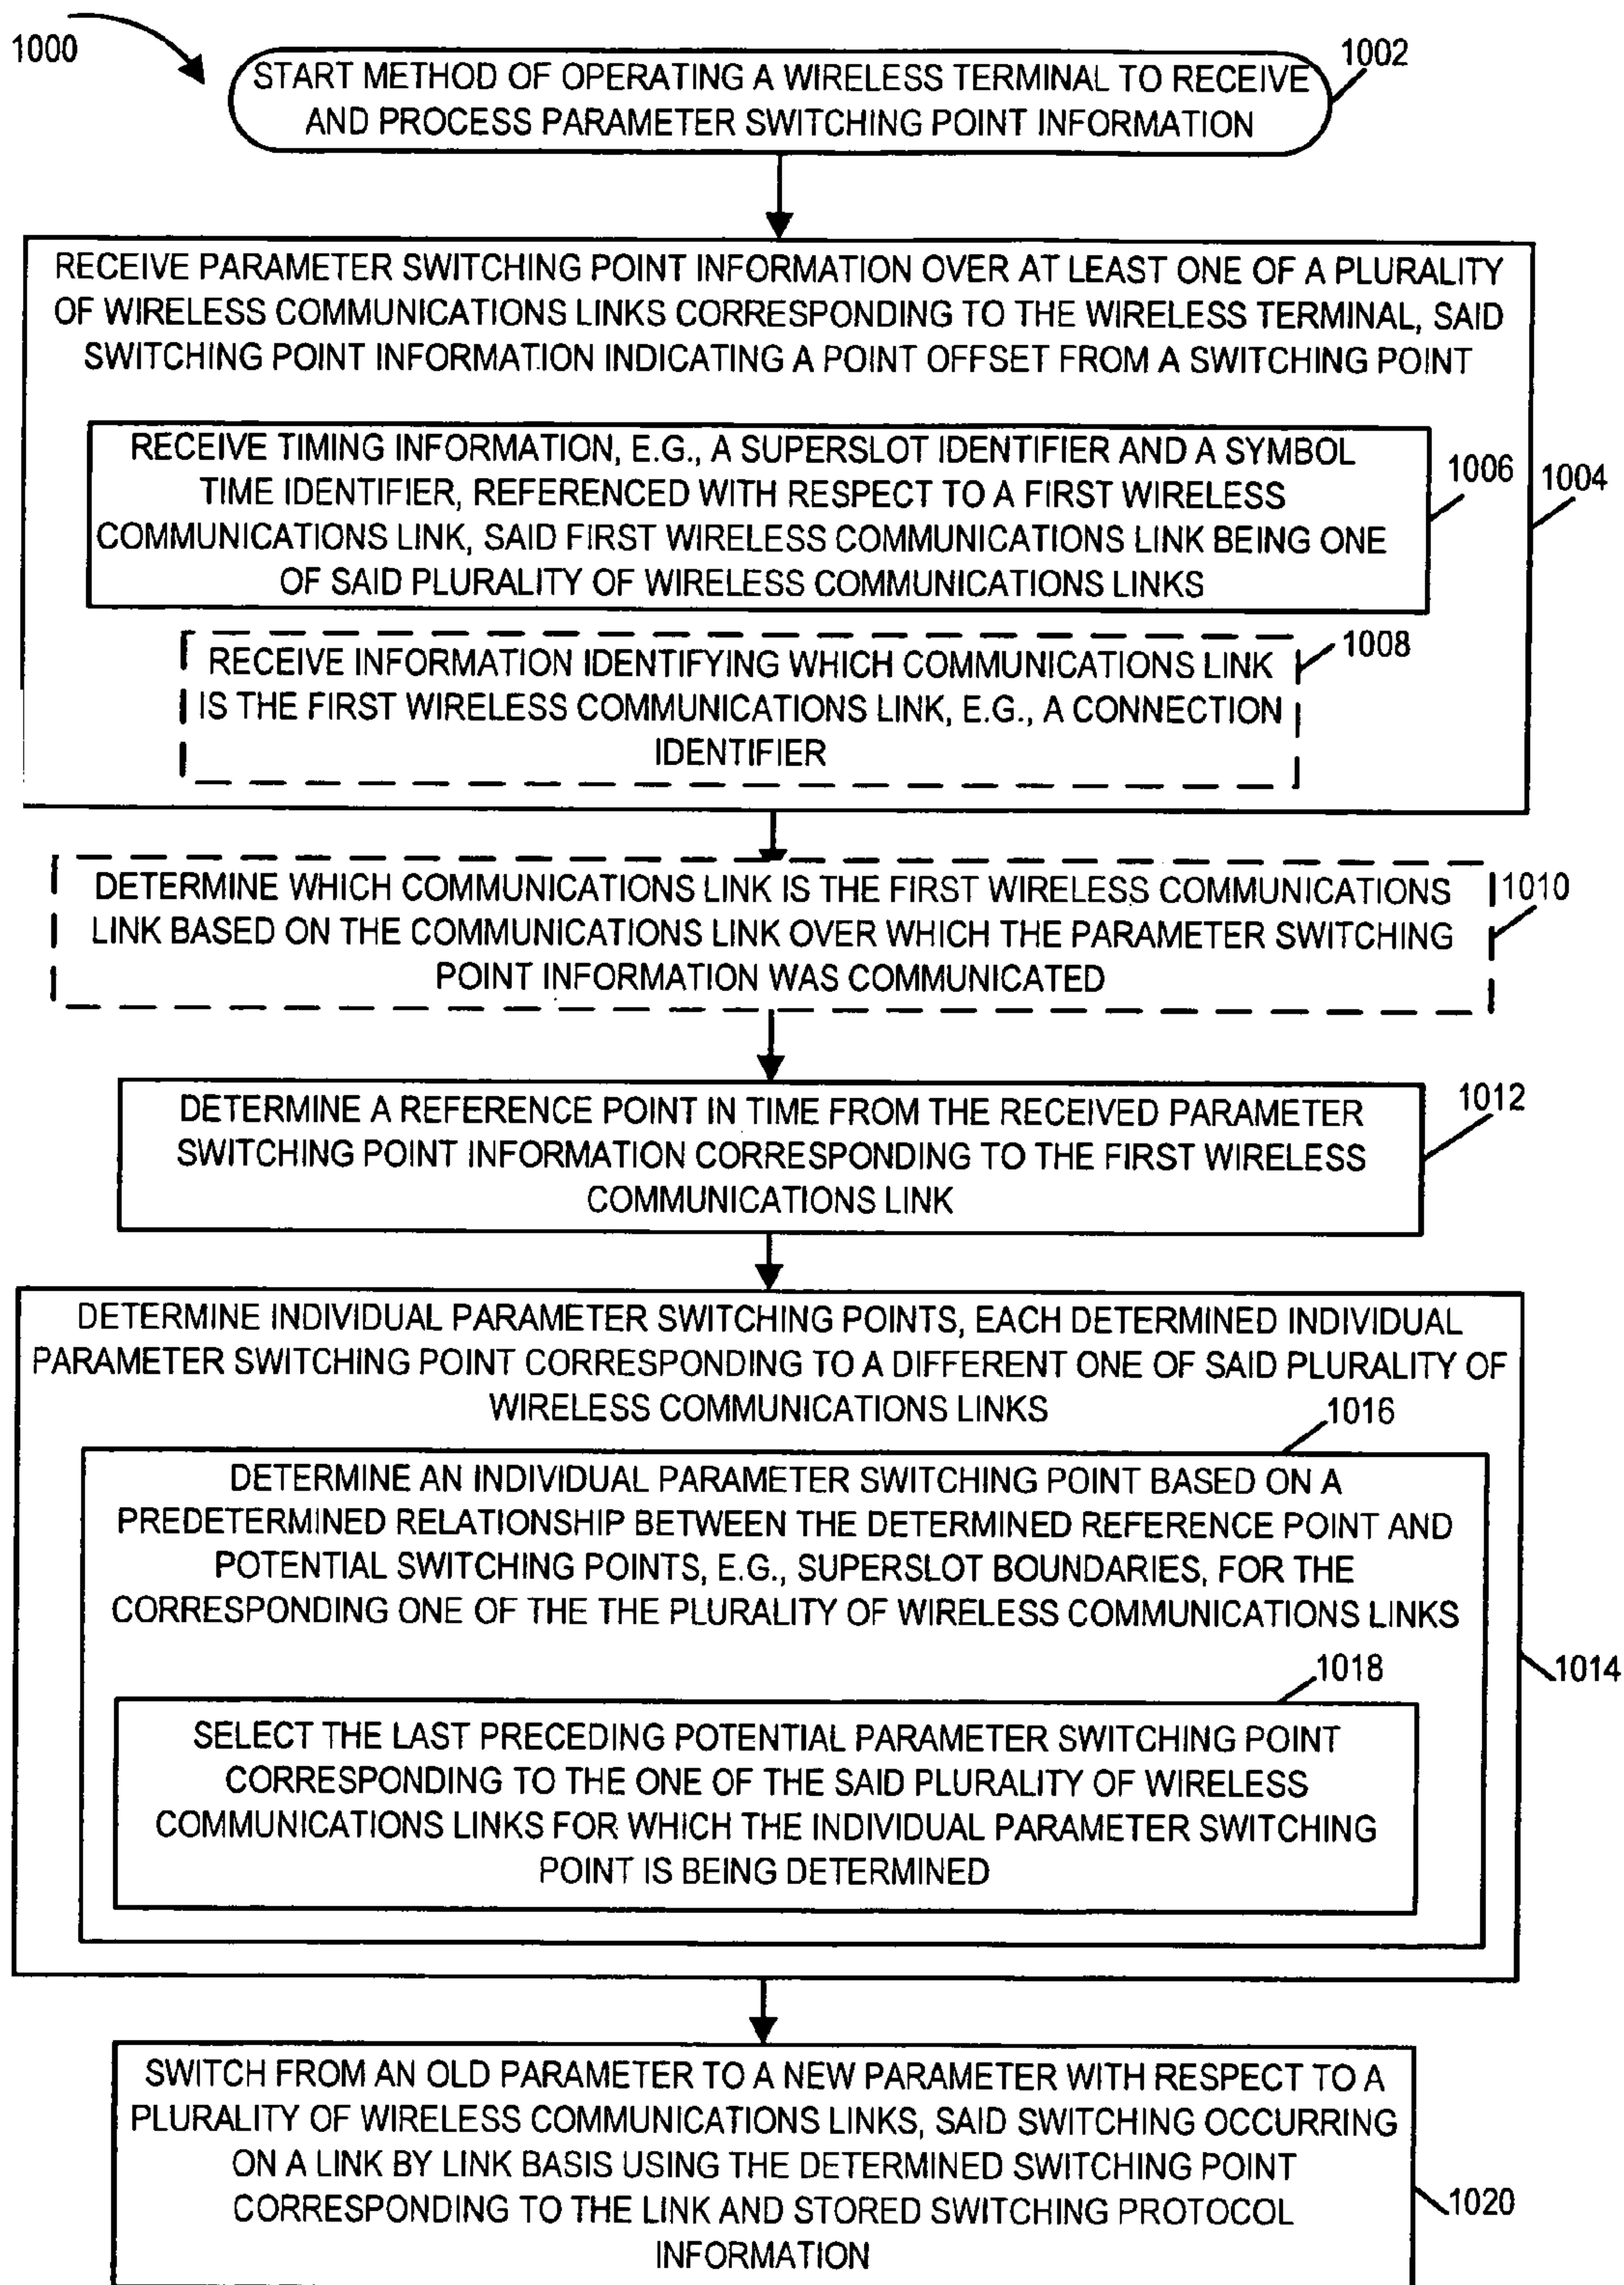 1000
1002
START METHOD OF OPERATING A WIRELESS TERMINAL TO RECEIVE
AND PROCESS PARAMETER SWITCHING POINT INFORMATION
RECEIVE PARAMETER SWITCHING POINT INFORMATION OVER AT LEAST ONE OF A PLURALITY
OF WIRELESS COMMUNICATIONS LINKS CORRESPONDING TO THE WIRELESS TERMINAL, SAID
SWITCHING POINT INFORMATION INDICATING A POINT OFFSET FROM A SWITCHING POINT
RECEIVE TIMING INFORMATION, E.G., A SUPERSLOT IDENTIFIER AND A SYMBOL
TIME IDENTIFIER, REFERENCED WITH RESPECT TO A FIRST WIRELESS
COMMUNICATIONS LINK, SAID FIRST WIRELESS COMMUNICATIONS LINK BEING ONE
OF SAID PLURALITY OF WIRELESS COMMUNICATIONS LINKS
1006
1004
RECEIVE INFORMATION IDENTIFYING WHICH COMMUNICATIONS LINK
IS THE FIRST WIRELESS COMMUNICATIONS LINK, E.G., A CONNECTION
IDENTIFIER
1008
DETERMINE WHICH COMMUNICATIONS LINK IS THE FIRST WIRELESS COMMUNICATIONS
LINK BASED ON THE COMMUNICATIONS LINK OVER WHICH THE PARAMETER SWITCHING
POINT INFORMATION WAS COMMUNICATED
1010
DETERMINE A REFERENCE POINT IN TIME FROM THE RECEIVED PARAMETER
SWITCHING POINT INFORMATION CORRESPONDING TO THE FIRST WIRELESS
COMMUNICATIONS LINK
1012
DETERMINE INDIVIDUAL PARAMETER SWITCHING POINTS, EACH DETERMINED INDIVIDUAL
PARAMETER SWITCHING POINT CORRESPONDING TO A DIFFERENT ONE OF SAID PLURALITY OF
WIRELESS COMMUNICATIONS LINKS
1016
DETERMINE AN INDIVIDUAL PARAMETER SWITCHING POINT BASED ON A
PREDETERMINED RELATIONSHIP BETWEEN THE DETERMINED REFERENCE POINT AND
POTENTIAL SWITCHING POINTS, E.G., SUPERSLOT BOUNDARIES, FOR THE
CORRESPONDING ONE OF THE THE PLURALITY OF WIRELESS COMMUNICATIONS LINKS
1018
1014
SELECT THE LAST PRECEDING POTENTIAL PARAMETER SWITCHING POINT
CORRESPONDING TO THE ONE OF THE SAID PLURALITY OF WIRELESS
COMMUNICATIONS LINKS FOR WHICH THE INDIVIDUAL PARAMETER SWITCHING
POINT IS BEING DETERMINED
SWITCH FROM AN OLD PARAMETER TO A NEW PARAMETER WITH RESPECT TO A
PLURALITY OF WIRELESS COMMUNICATIONS LINKS, SAID SWITCHING OCCURRING
ON A LINK BY LINK BASIS USING THE DETERMINED SWITCHING POINT
CORRESPONDING TO THE LINK AND STORED SWITCHING PROTOCOL
INFORMATION
1020